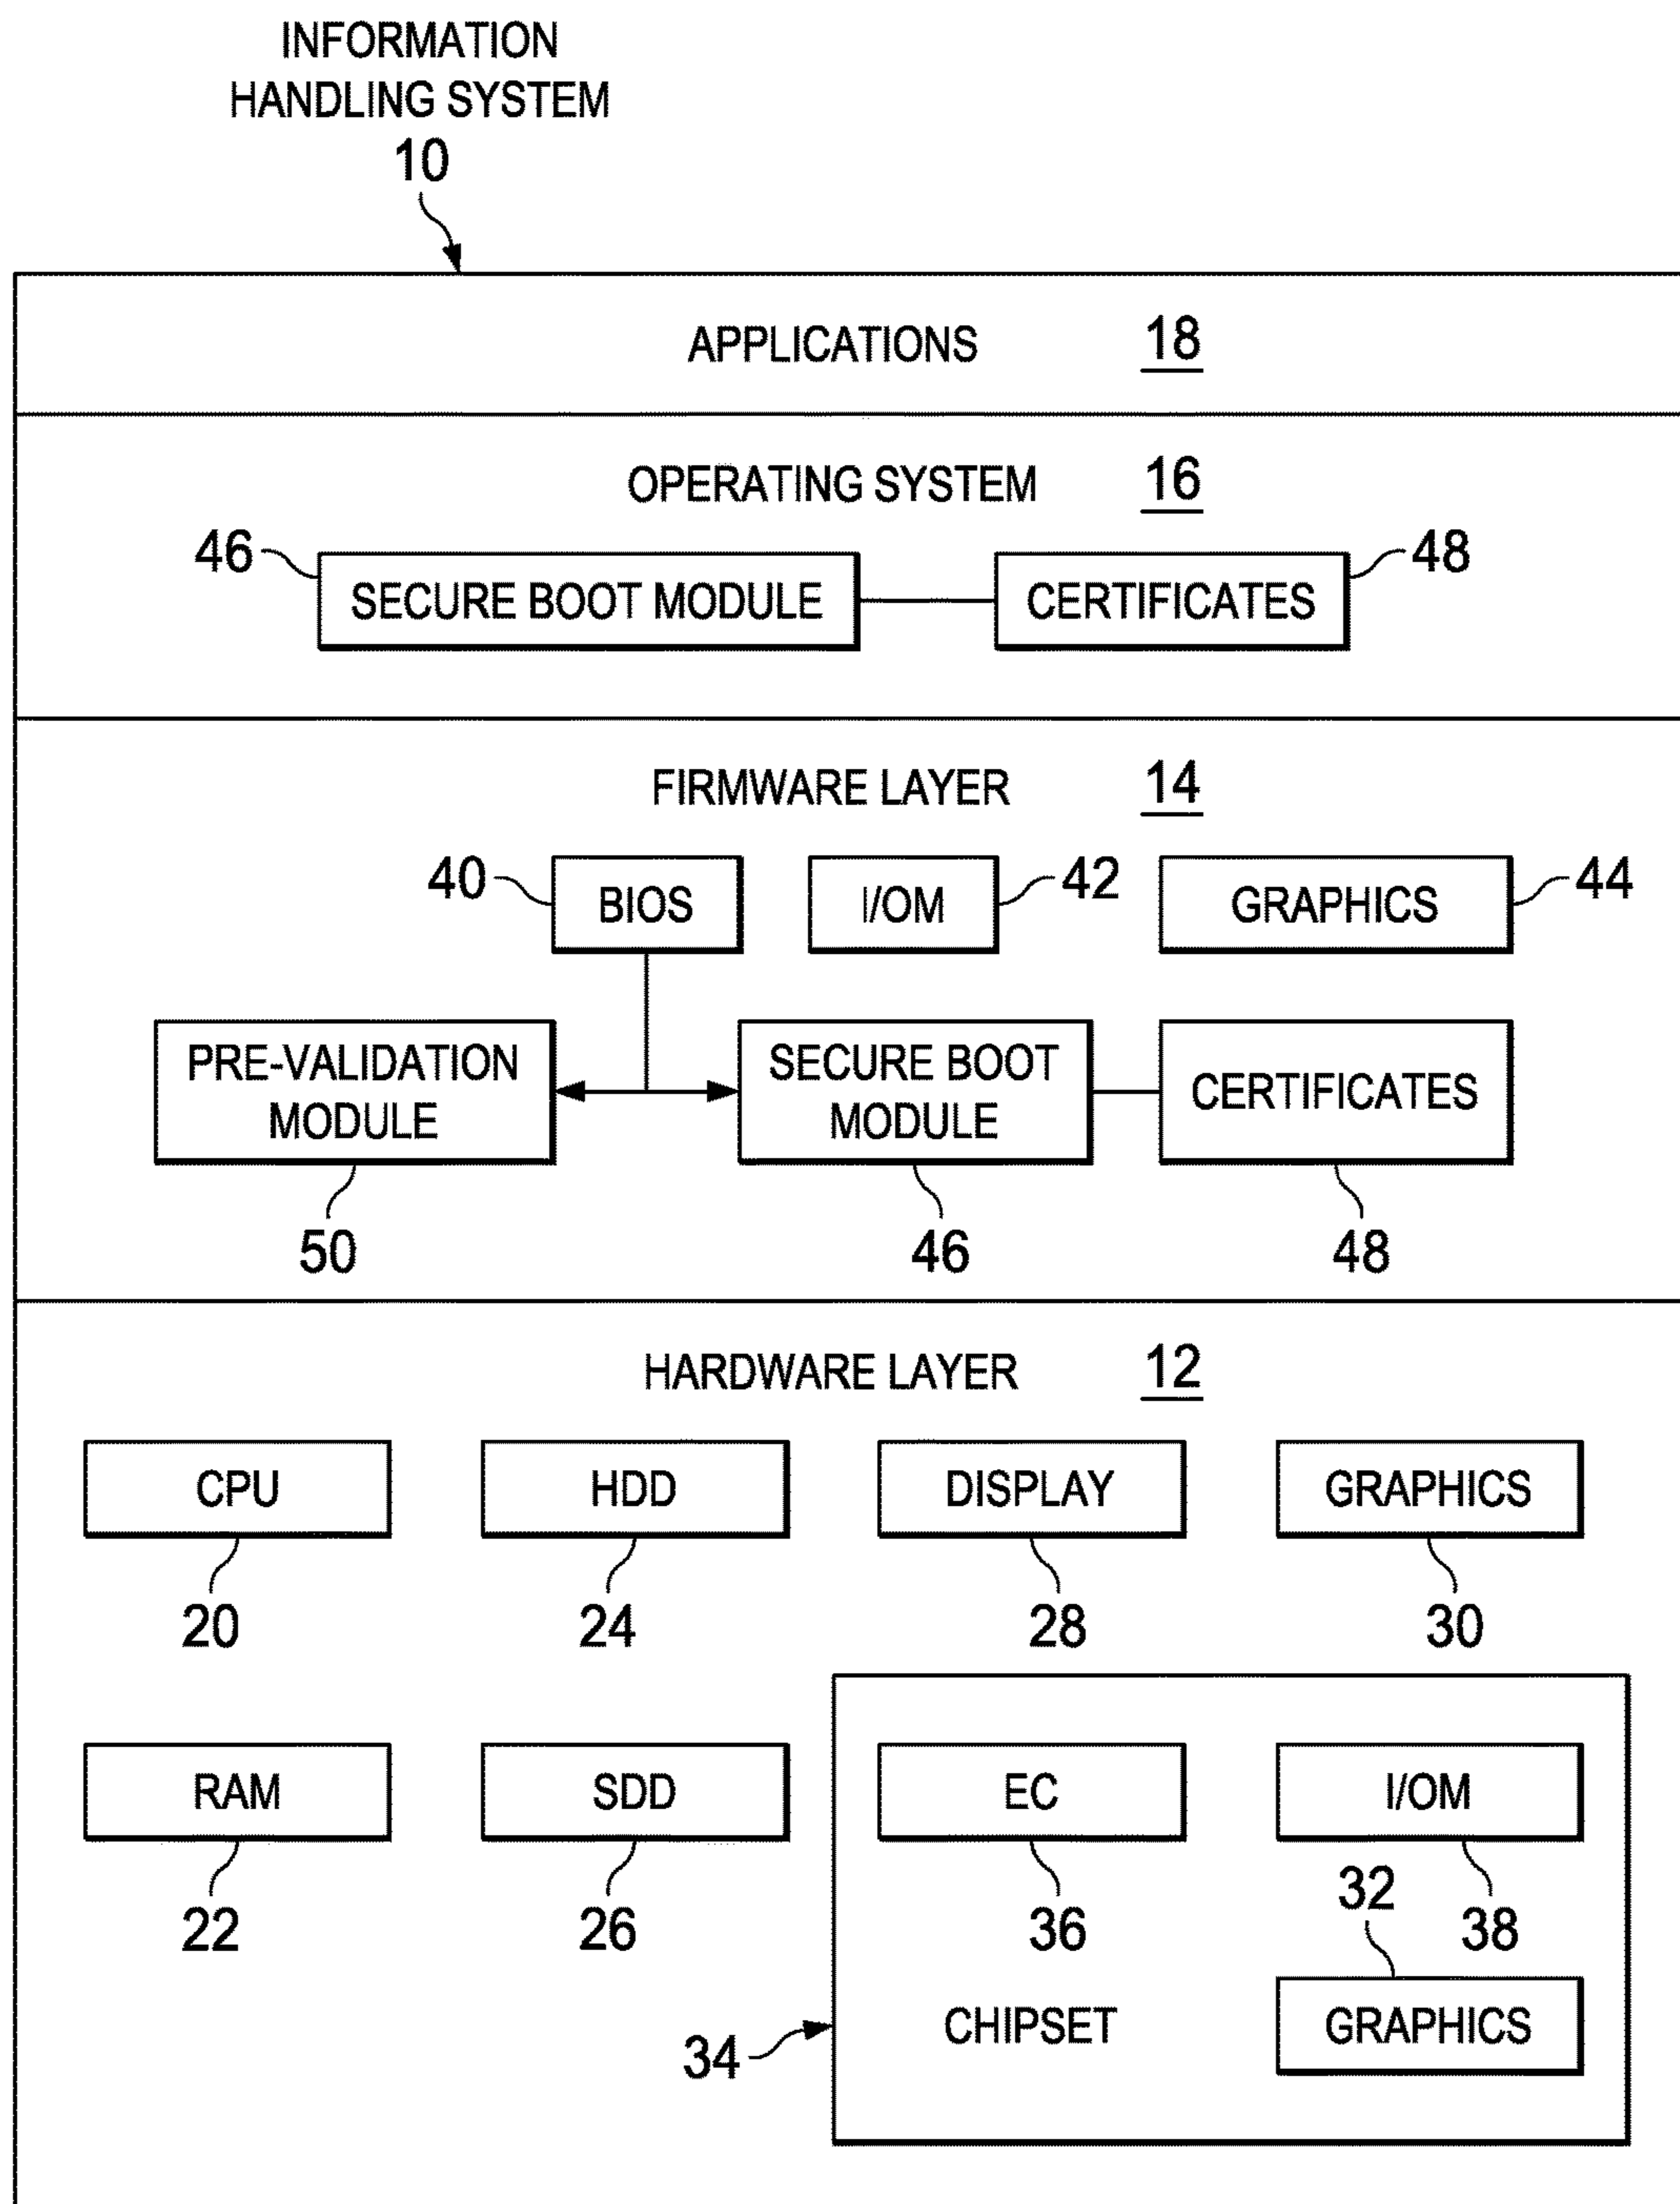 INFORMATION
HANDLING SYSTEM
10
APPLICATIONS 18
OPERATING SYSTEM 16
46 SECURE BOOT MODULE CERTIFICATES 48
FIRMWARE LAYER 14
40 BIOS I/OM 42 GRAPHICS 44
PRE-VALIDATION
MODULE
SECURE BOOT
MODULE
CERTIFICATES
50 46 48
HARDWARE LAYER 12
CPU HDD DISPLAY GRAPHICS
20 24 28 30
RAM SDD EC I/OM
22 26 36 32 38
34 CHIPSET GRAPHICS